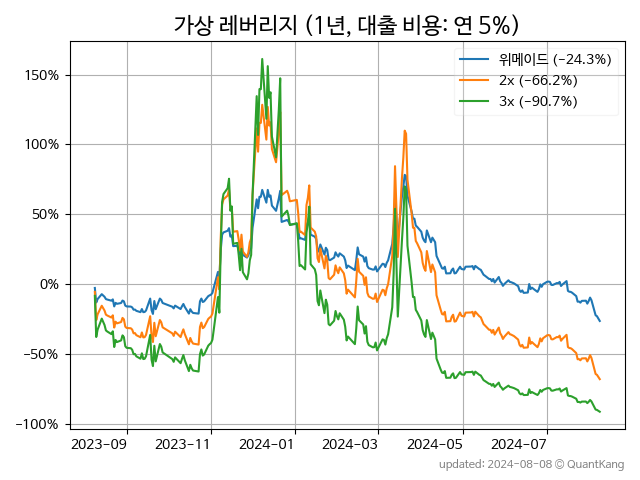 가상 레버리지 (1년, 대출 비용: 연 5%)
위메이드 (-24.3%)
2x (-66.2%)
3x (-90.7%)
150%
100%
50%
0%
-50%
-100%
2023-09 2023-11 2024-01 2024-03 2024-05 2024-07
updated: 2024-08-08 © QuantKang